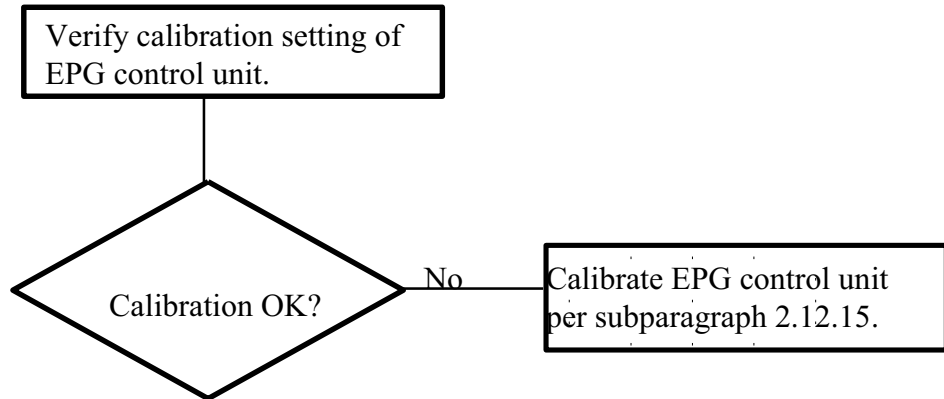 Verify calibration setting of
EPG control unit.
Calibration OK?
No
Calibrate EPG control unit
per subparagraph 2.12.15.